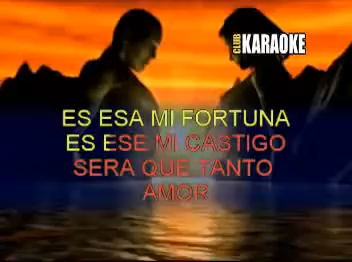 CLUB KARAOKE
ES ESA MI FORTUNA
ES ESE MI CASTIGO
SERA QUE TANTO
AMOR